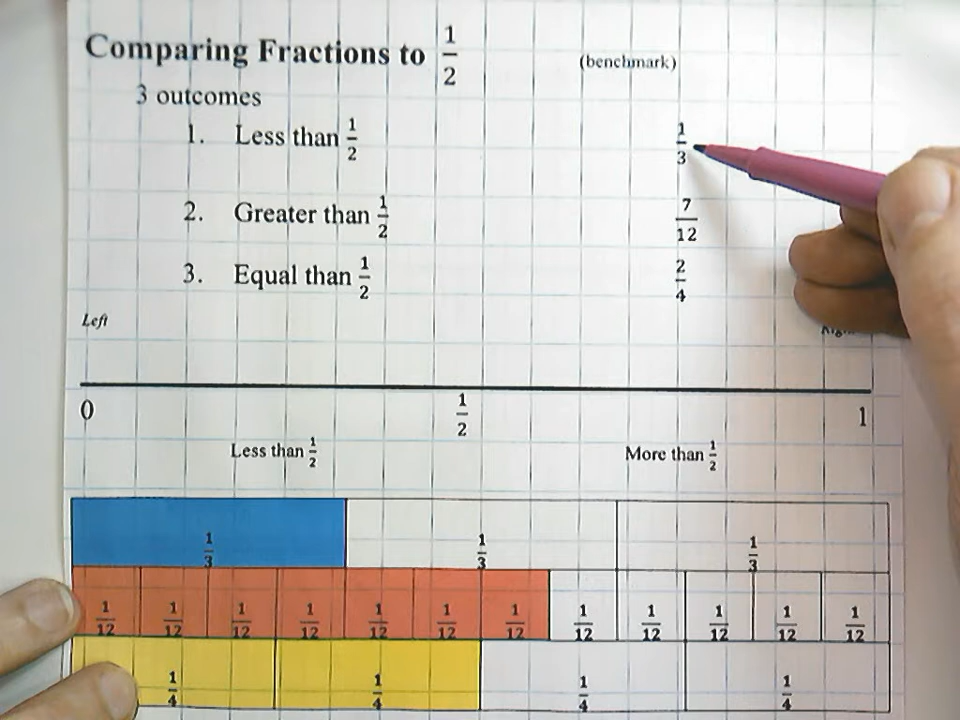 Comparing Fractions to 1/2 (benchmark)
3 outcomes
1. Less than 1/2 1/3
2. Greater than 1/2 7/12
3. Equal than 1/2 2/4
Left
0 1/2 1
Less than 1/2 More than 1/2
1/3 1/3 1/3
1/12 1/12 1/12 1/12 1/12 1/12 1/12 1/12 1/12 1/12 1/12 1/12
1/4 1/4 1/4 1/4